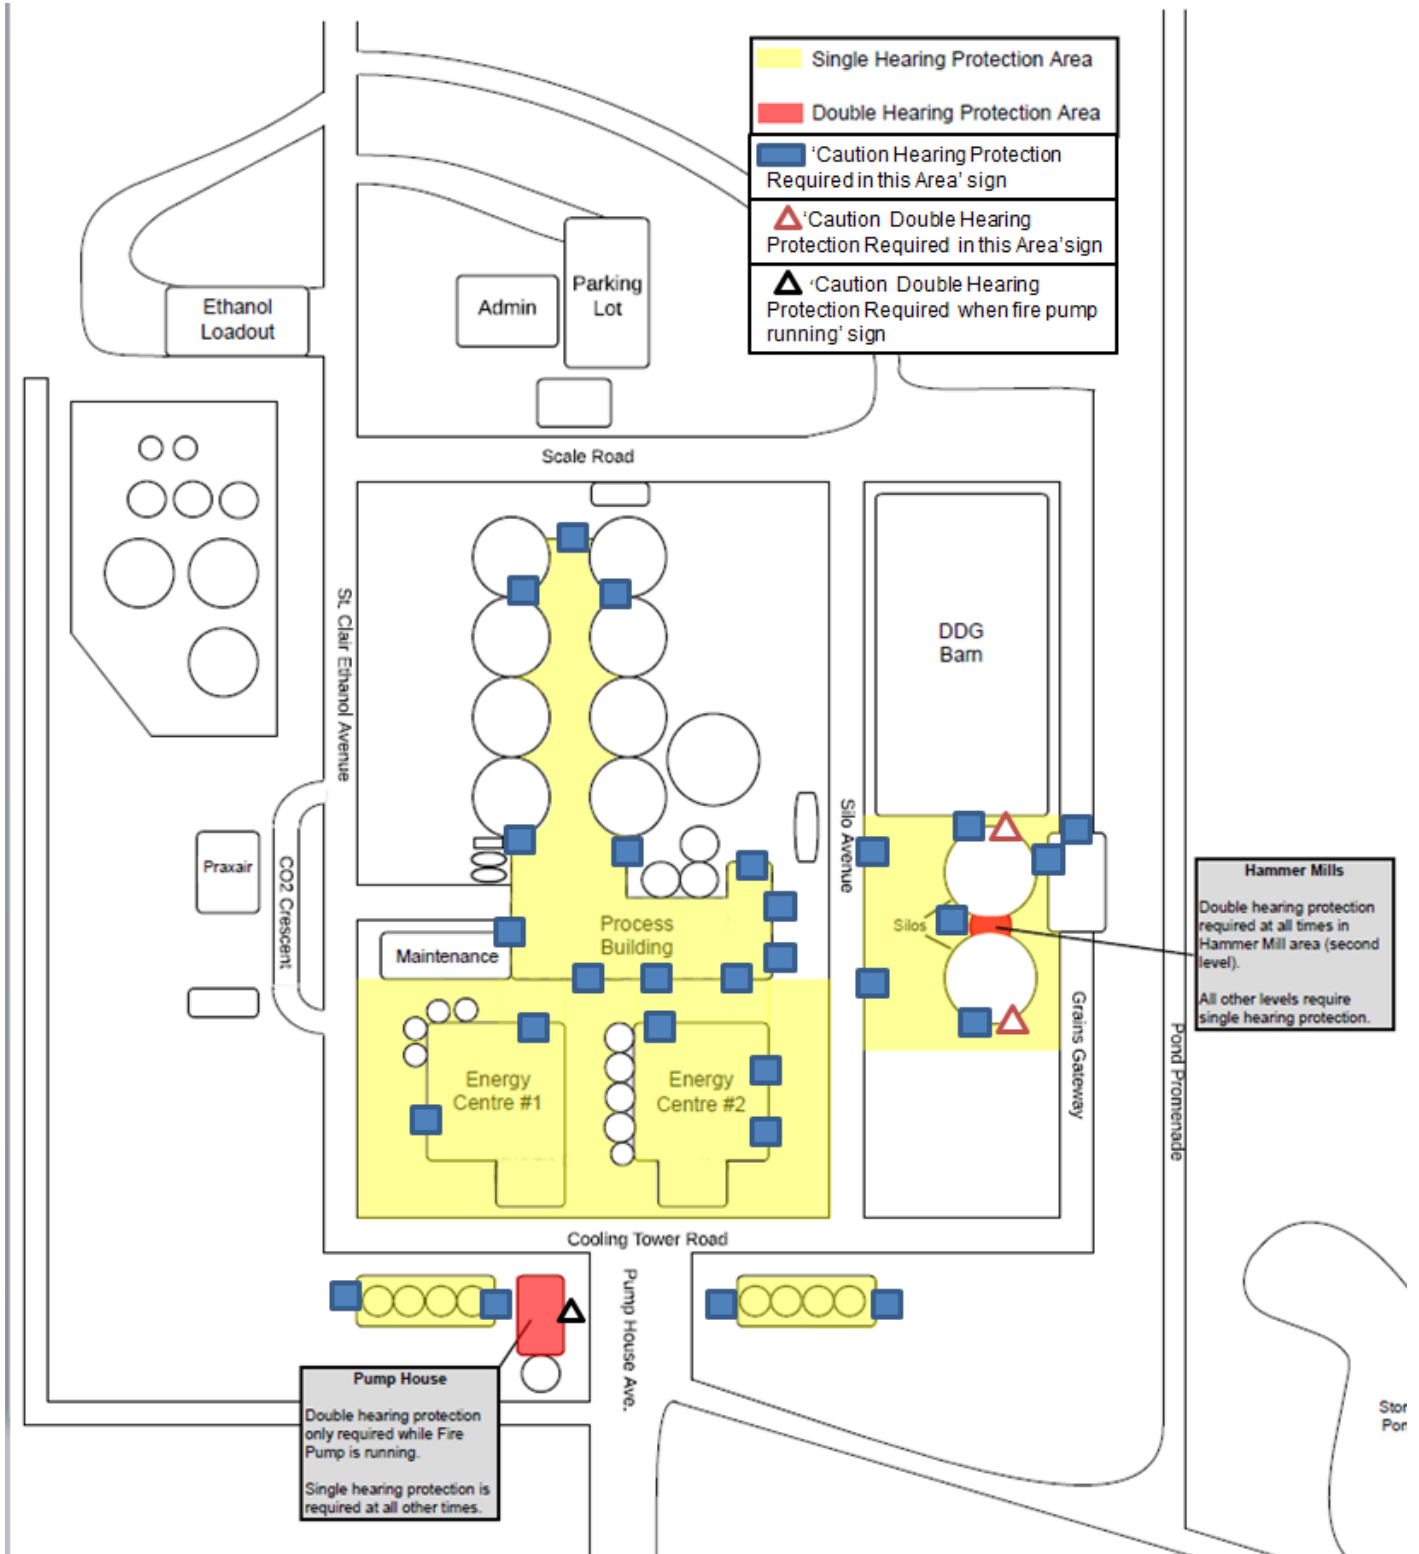 Single Hearing Protection Area
Double Hearing Protection Area
'Caution Hearing Protection
Required in this Area' sign
'Caution Double Hearing
Protection Required in this Area'sign
'Caution Double Hearing
Protection Required when fire pump
running' sign
Parking
Lot
Admin
Ethanol
Loadout
Scale Road
St. Clair Ethanol Avenue
DDG
Barn
Silo Avenue
Praxair
CO2 Crescent
Process
Building
Maintenance
Silos
Hammer Mills
Double hearing protection
required at all times in
Hammer Mill area (second
level).
All other levels require
single hearing protection.
Grains Gateway
Pond Promenade
Energy
Centre #1
Energy
Centre #2
Cooling Tower Road
Pump House Ave.
Pump House
Double hearing protection
only required while Fire
Pump is running.
Single hearing protection is
required at all other times.
Stor
Pon